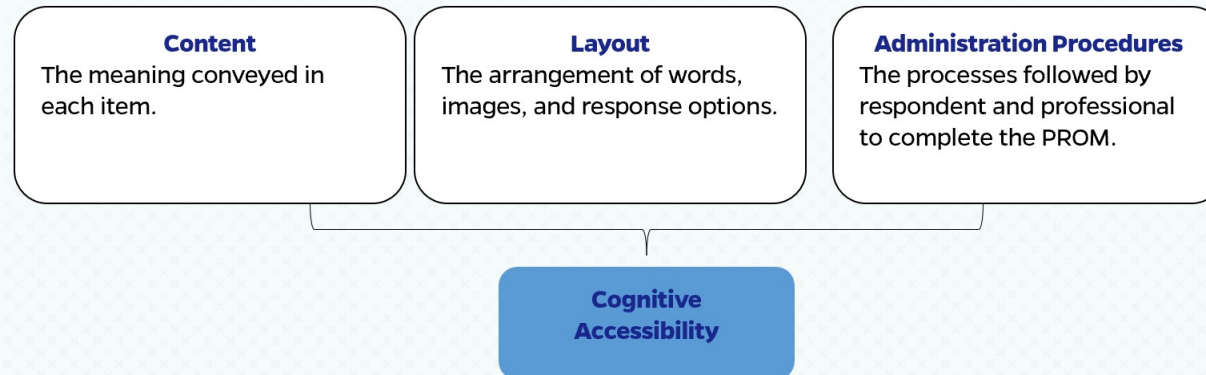 Content
The meaning conveyed in
each item.
Layout
The arrangement of words,
images, and response options.
Administration Procedures
The processes followed by
respondent and professional
to complete the PROM.
Cognitive
Accessibility